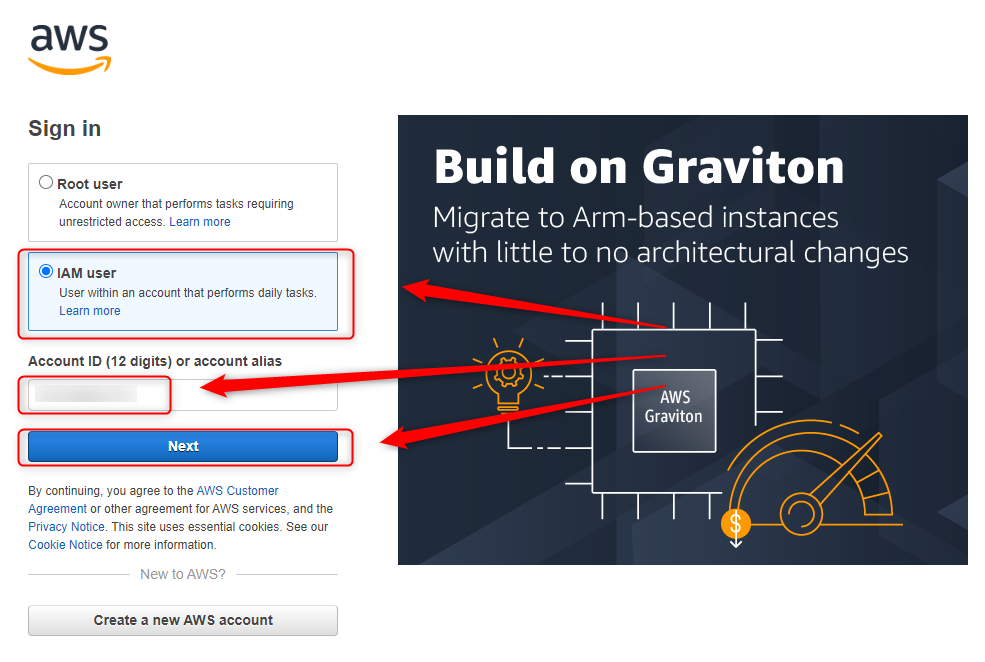 aws
Sign in
Root user
Account owner that performs tasks requiring
unrestricted access. Learn more
IAM user
User within an account that performs daily tasks.
Learn more
Account ID (12 digits) or account alias
Next
By continuing, you agree to the AWS Customer
Agreement or other agreement for AWS services, and the
Privacy Notice. This site uses essential cookies. See our
Cookie Notice for more information.
New to AWS?
Create a new AWS account
Build on Graviton
Migrate to Arm-based instances
with little to no architectural changes
AWS
Graviton
$